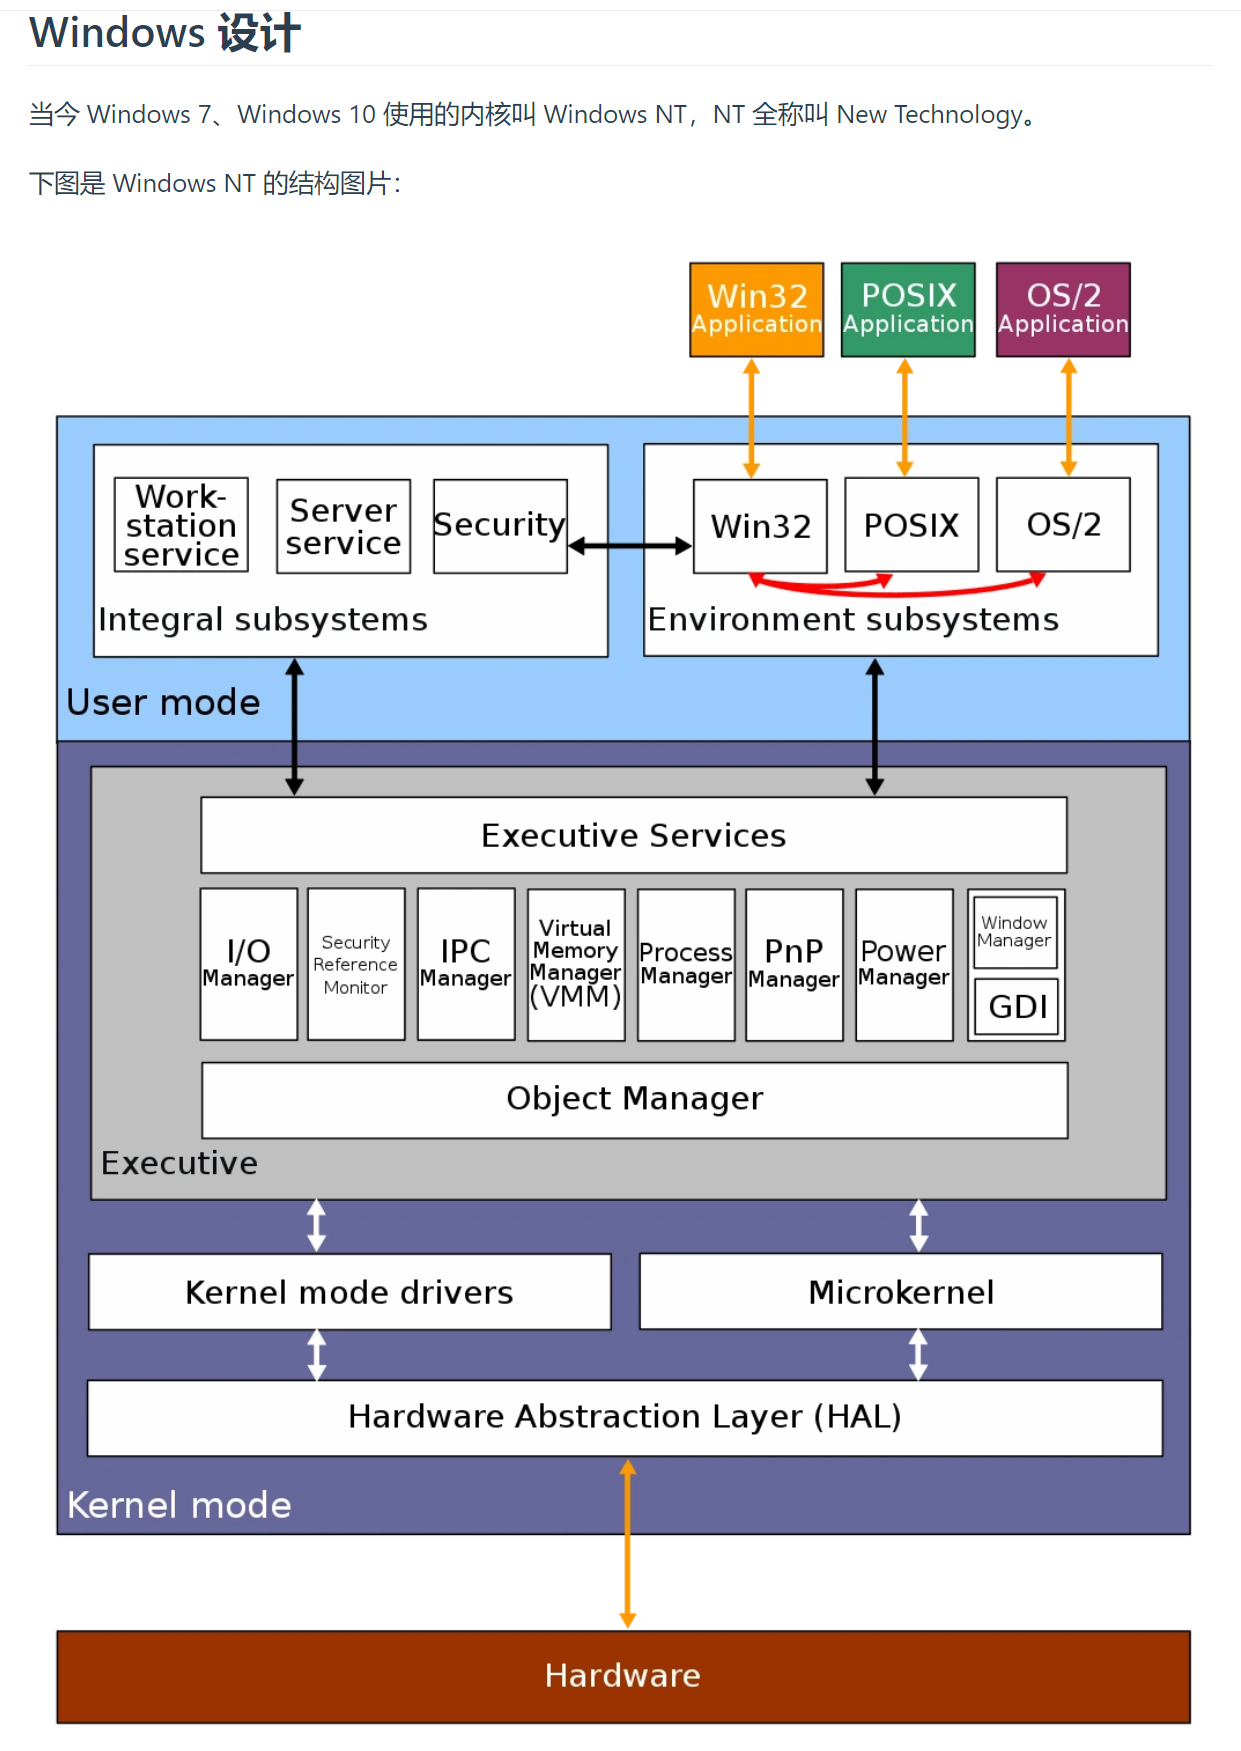 Windows 设计
当今 Windows 7、Windows 10 使用的内核叫 Windows NT，NT 全称叫 New Technology。
下图是 Windows NT 的结构图片：
Win32
Application
POSIX
Application
OS/2
Application
Work-
station
service
Server
service
Security
Integral subsystems
Win32
POSIX
OS/2
Environment subsystems
User mode
Executive Services
I/O
Manager
Security
Reference
Monitor
IPC
Manager
Virtual
Memory
Manager
(VMM)
Process
Manager
PnP
Manager
Power
Manager
Window
Manager
GDI
Object Manager
Executive
Kernel mode drivers
Microkernel
Hardware Abstraction Layer (HAL)
Kernel mode
Hardware